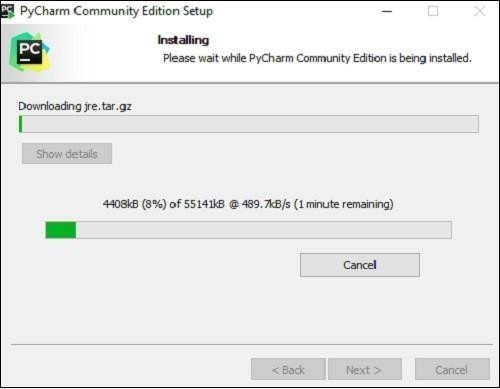 PyCharm Community Edition Setup
PC
Installing
Please wait while PyCharm Community Edition is being installed.
Downloading jre.tar.gz
Show details
4408kB (8%) of 55141kB @ 489.7kB/s (1 minute remaining)
Cancel
< Back
Next >
Cancel